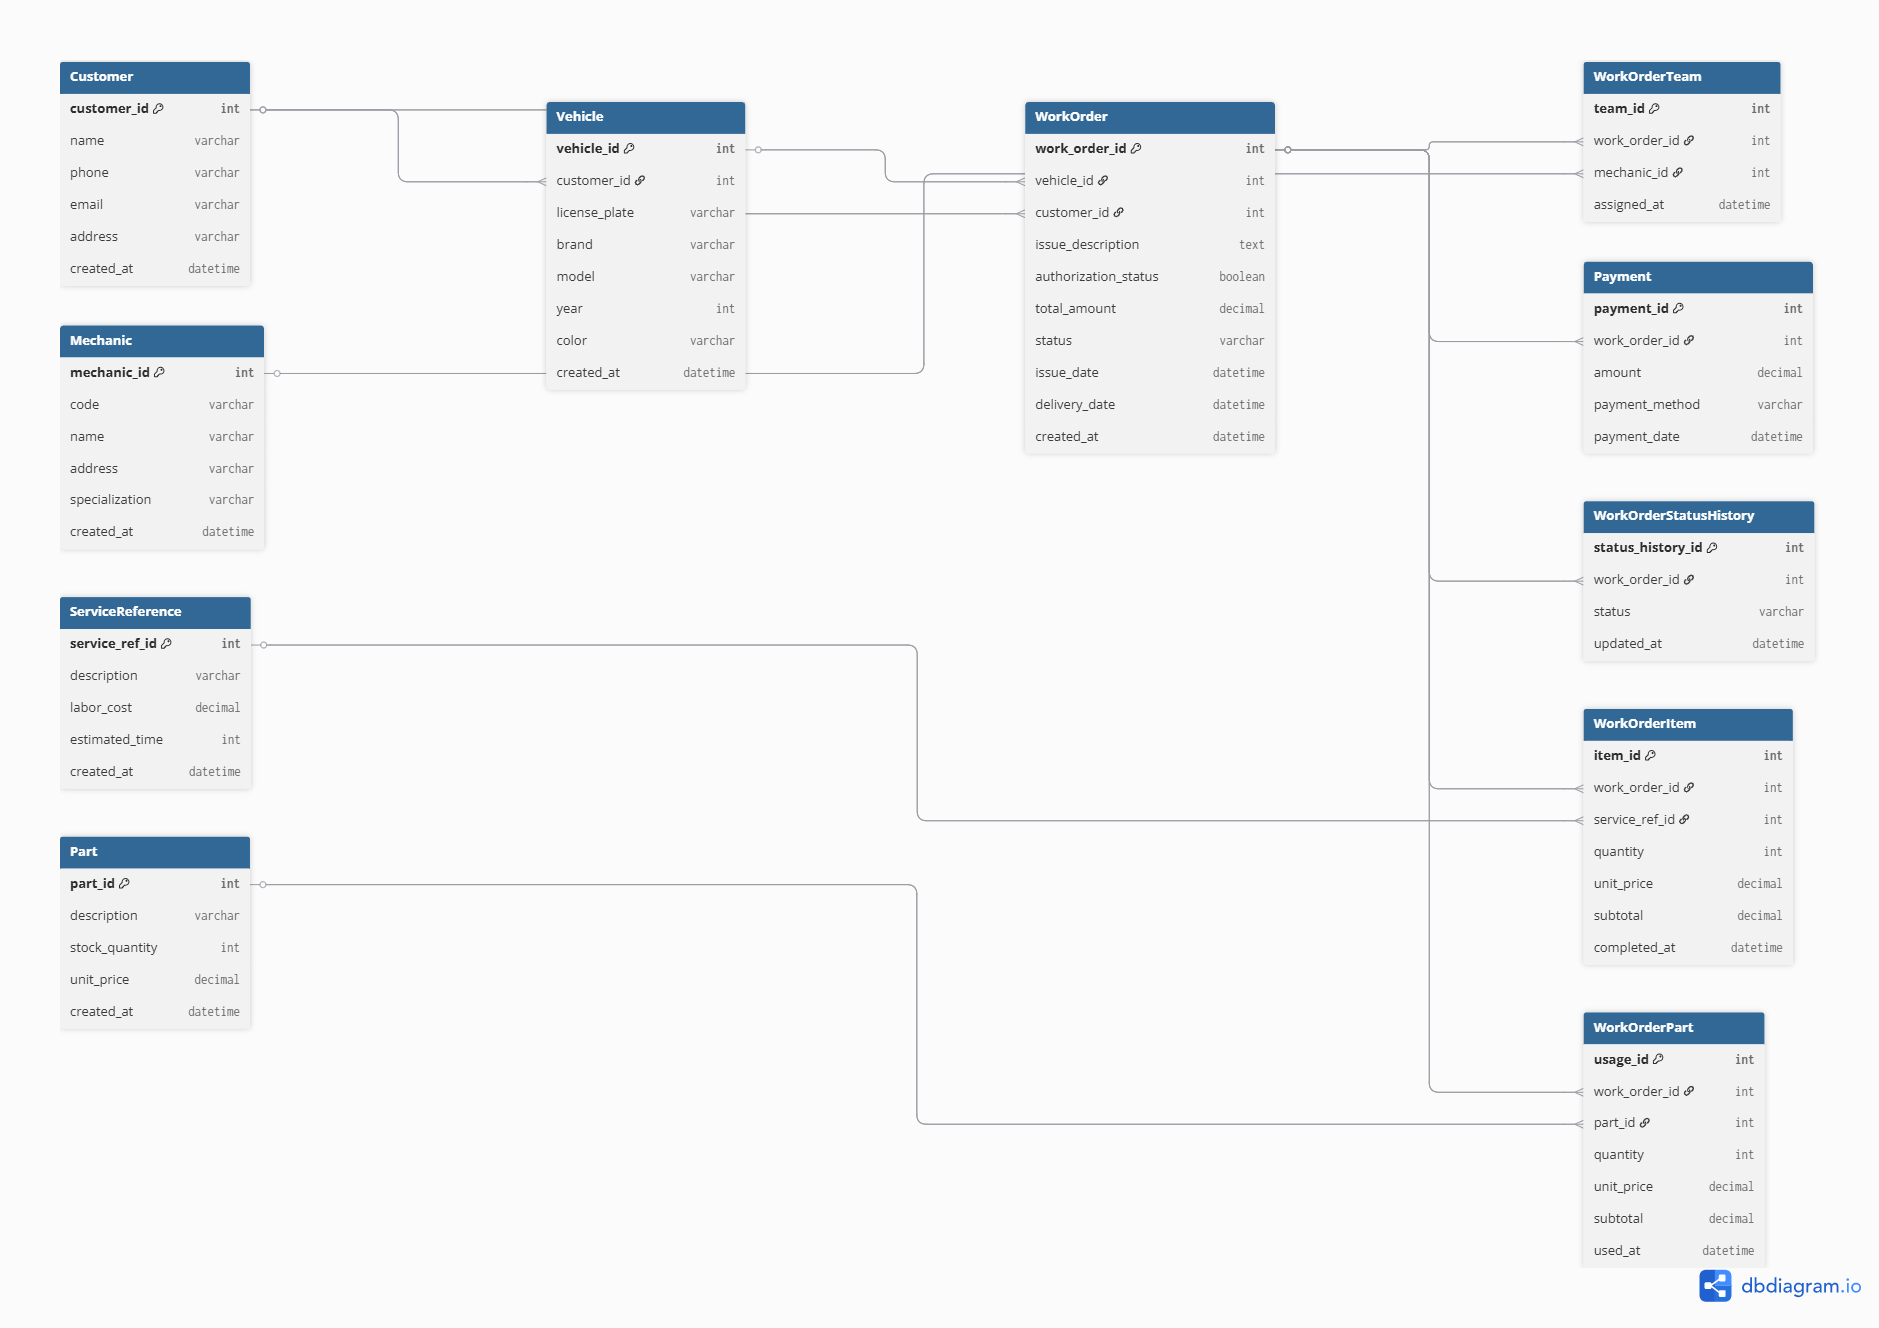 Customer
customer_id int
name varchar
phone varchar
email varchar
address varchar
created_at datetime
Mechanic
mechanic_id int
code varchar
name varchar
address varchar
specialization varchar
created_at datetime
ServiceReference
service_ref_id int
description varchar
labor_cost decimal
estimated_time int
created_at datetime
Part
part_id int
description varchar
stock_quantity int
unit_price decimal
created_at datetime
Vehicle
vehicle_id int
customer_id int
license_plate varchar
brand varchar
model varchar
year int
color varchar
created_at datetime
WorkOrder
work_order_id int
vehicle_id int
customer_id int
issue_description text
authorization_status boolean
total_amount decimal
status varchar
issue_date datetime
delivery_date datetime
created_at datetime
WorkOrderTeam
team_id int
work_order_id int
mechanic_id int
assigned_at datetime
Payment
payment_id int
work_order_id int
amount decimal
payment_method varchar
payment_date datetime
WorkOrderStatusHistory
status_history_id int
work_order_id int
status varchar
updated_at datetime
WorkOrderItem
item_id int
work_order_id int
service_ref_id int
quantity int
unit_price decimal
subtotal decimal
completed_at datetime
WorkOrderPart
usage_id int
work_order_id int
part_id int
quantity int
unit_price decimal
subtotal decimal
used_at datetime
dbdiagram.io